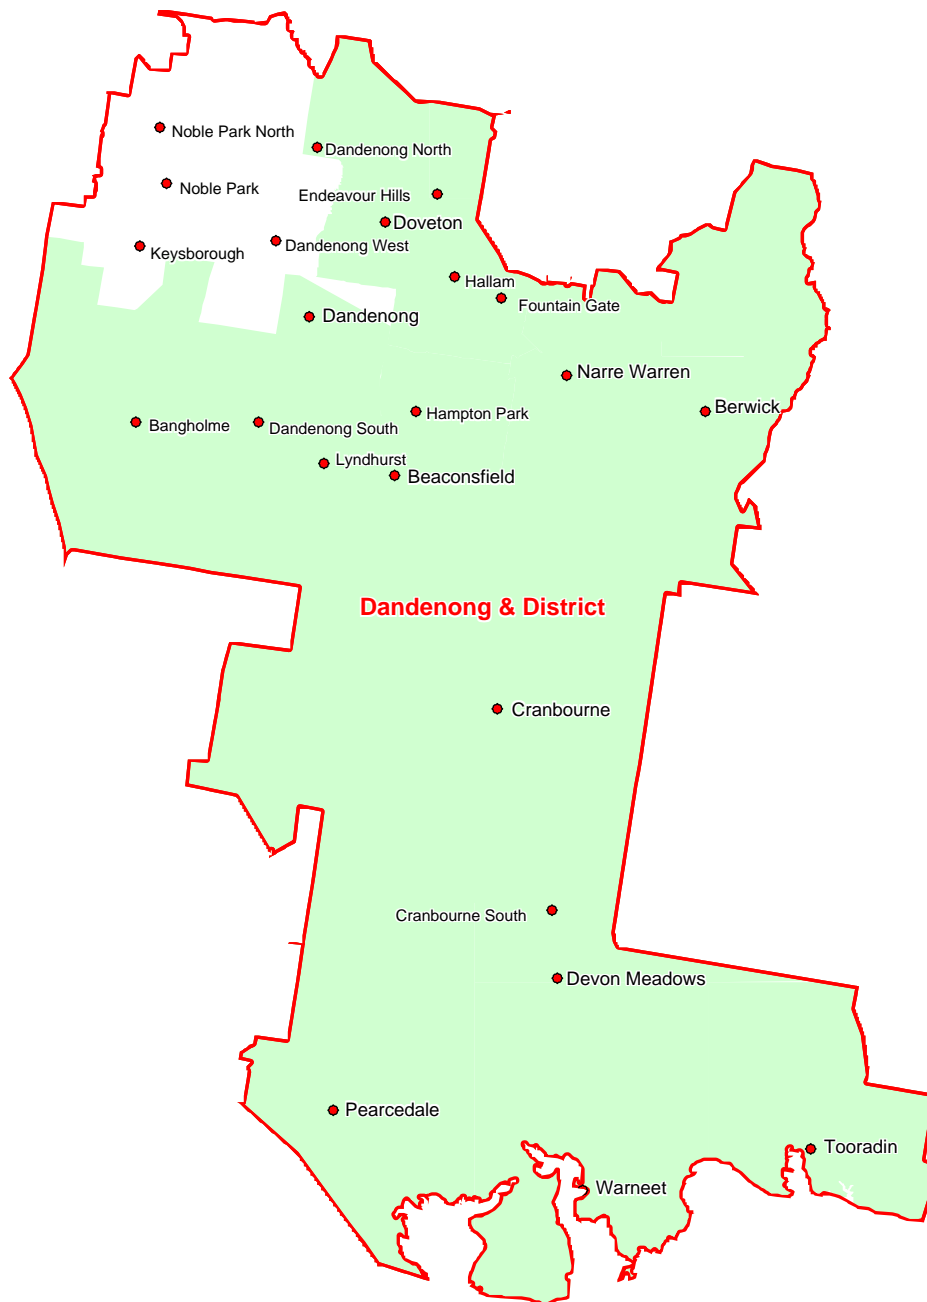 Noble Park North
Dandenong North
Noble Park
Endeavour Hills
Doveton
Dandenong West
Keysborough
Hallam
Fountain Gate
Dandenong
Narre Warren
Berwick
Hampton Park
Bangholme
Dandenong South
Lyndhurst
Beaconsfield
Dandenong & District
Cranbourne
Cranbourne South
Devon Meadows
Pearcedale
Tooradin
Warneet